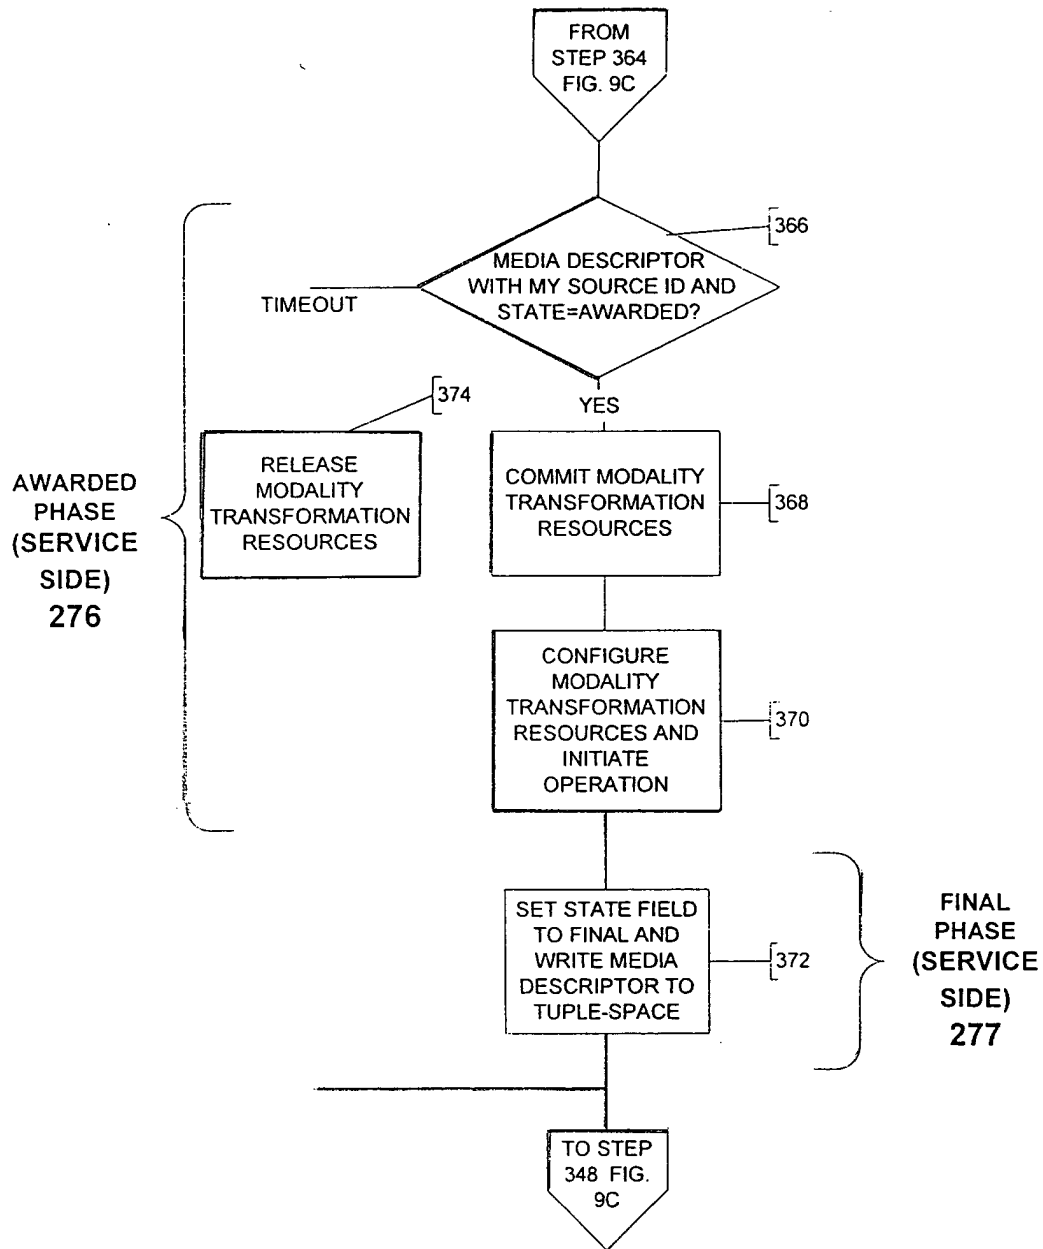 FROM
STEP 364
FIG. 9C
366
MEDIA DESCRIPTOR
WITH MY SOURCE ID AND
STATE=AWARDED?
TIMEOUT
YES
374
RELEASE
MODALITY
TRANSFORMATION
RESOURCES
COMMIT MODALITY
TRANSFORMATION
RESOURCES
368
AWARDED
PHASE
(SERVICE
SIDE)
276
CONFIGURE
MODALITY
TRANSFORMATION
RESOURCES AND
INITIATE
OPERATION
370
SET STATE FIELD
TO FINAL AND
WRITE MEDIA
DESCRIPTOR TO
TUPLE-SPACE
372
FINAL
PHASE
(SERVICE
SIDE)
277
TO STEP
348 FIG.
9C